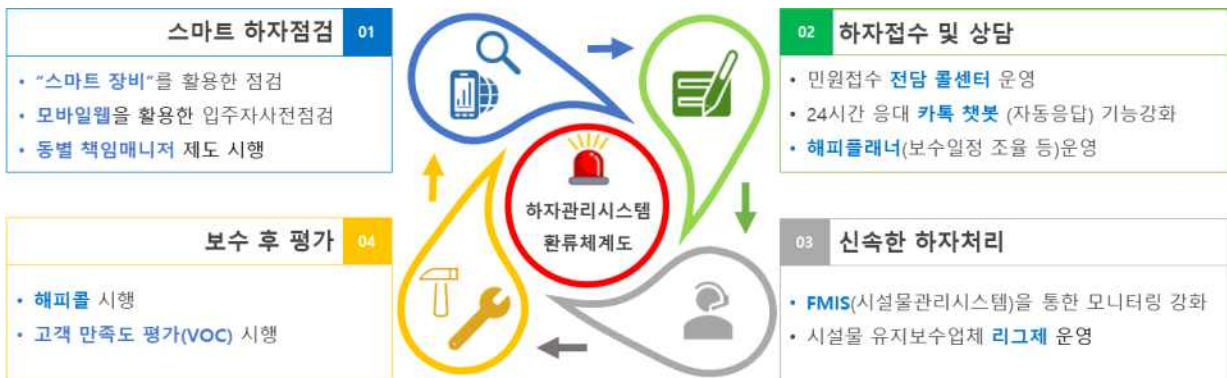 스마트 하자점검 01
• “스마트 장비”를 활용한 점검
• 모바일웹을 활용한 입주자사전점검
• 동별 책임매니저 제도 시행
02 하자접수 및 상담
• 민원접수 전담 콜센터 운영
• 24시간 응대 카톡 챗봇 (자동응답) 기능강화
• 해피플래너(보수일정 조율 등)운영
하자관리시스템
환류체계도
03 신속한 하자처리
• FMIS(시설물관리시스템)을 통한 모니터링 강화
• 시설물 유지보수업체 리그제 운영
보수 후 평가 04
• 해피콜 시행
• 고객 만족도 평가(VOC) 시행